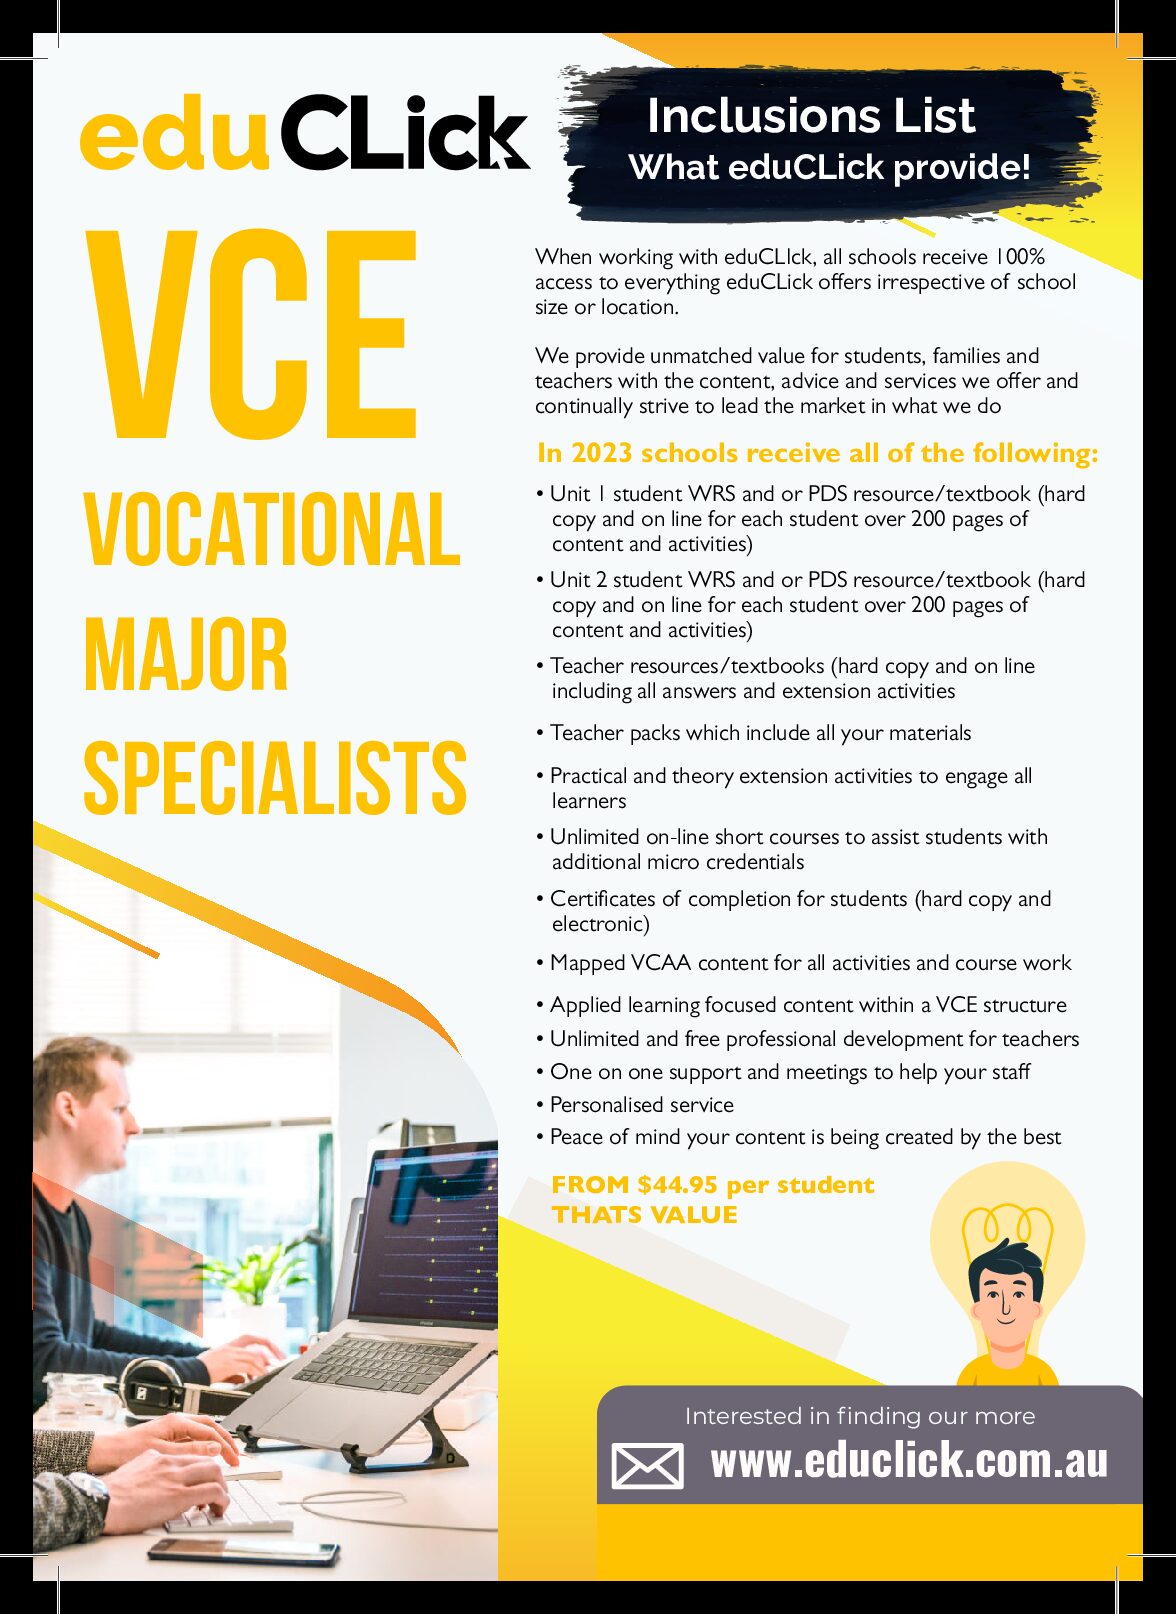 eduCLick
VCE
VOCATIONAL
MAJOR
SPECIALISTS
Inclusions List
What eduCLick provide!
When working with eduCLIck, all schools receive 100%
access to everything eduCLick offers irrespective of school
size or location.
We provide unmatched value for students, families and
teachers with the content, advice and services we offer and
continually strive to lead the market in what we do
In 2023 schools receive all of the following:
• Unit 1 student WRS and or PDS resource/textbook (hard
copy and on line for each student over 200 pages of
content and activities)
• Unit 2 student WRS and or PDS resource/textbook (hard
copy and on line for each student over 200 pages of
content and activities)
• Teacher resources/textbooks (hard copy and on line
including all answers and extension activities
• Teacher packs which include all your materials
• Practical and theory extension activities to engage all
learners
• Unlimited on-line short courses to assist students with
additional micro credentials
• Certificates of completion for students (hard copy and
electronic)
• Mapped VCAA content for all activities and course work
• Applied learning focused content within a VCE structure
• Unlimited and free professional development for teachers
• One on one support and meetings to help your staff
• Personalised service
• Peace of mind your content is being created by the best
FROM $44.95 per student
THATS VALUE
Interested in finding our more
www.educlick.com.au